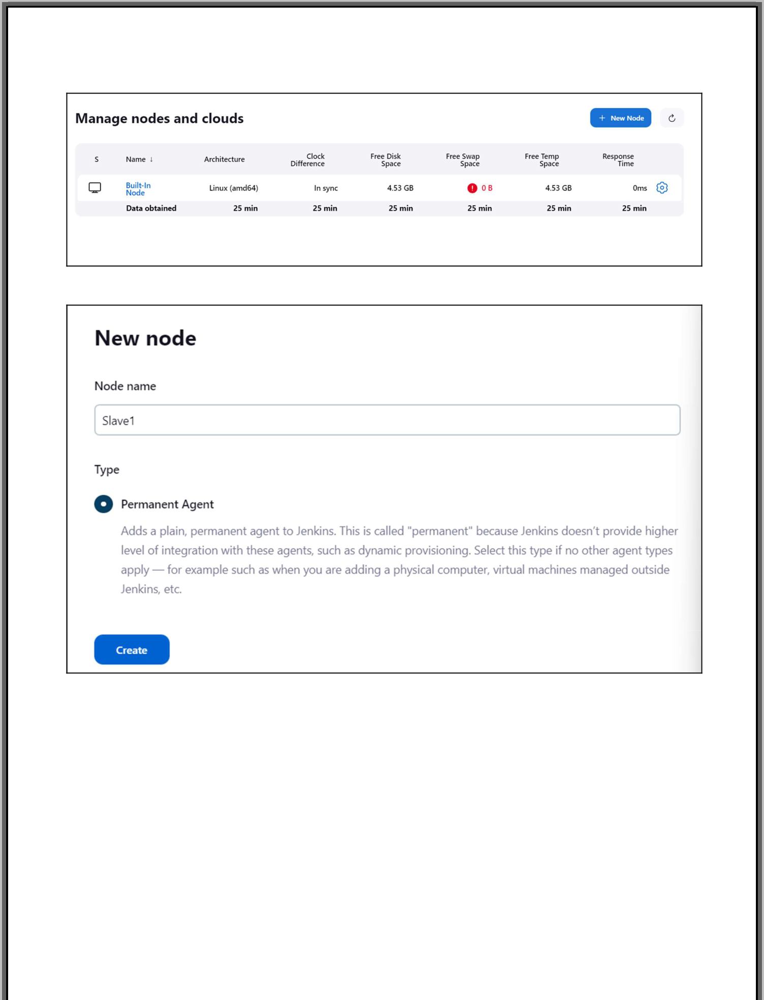 Manage nodes and clouds
+ New Node
S Name ↓ Architecture Clock Difference Free Disk Space Free Swap Space Free Temp Space Response Time
Built-In Node Linux (amd64) In sync 4.53 GB ! 0 B 4.53 GB 0ms
Data obtained 25 min 25 min 25 min 25 min 25 min 25 min
New node
Node name
Slave1
Type
Permanent Agent
Adds a plain, permanent agent to Jenkins. This is called "permanent" because Jenkins doesn't provide higher
level of integration with these agents, such as dynamic provisioning. Select this type if no other agent types
apply — for example such as when you are adding a physical computer, virtual machines managed outside
Jenkins, etc.
Create